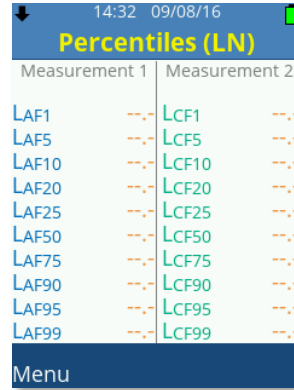 14:32 09/08/16
Percentiles (LN)
Measurement 1 Measurement 2
LAF1 --.- LCF1 --.-
LAF5 --.- LCF5 --.-
LAF10 --.- LCF10 --.-
LAF20 --.- LCF20 --.-
LAF25 --.- LCF25 --.-
LAF50 --.- LCF50 --.-
LAF75 --.- LCF75 --.-
LAF90 --.- LCF90 --.-
LAF95 --.- LCF95 --.-
LAF99 --.- LCF99 --.-
Menu